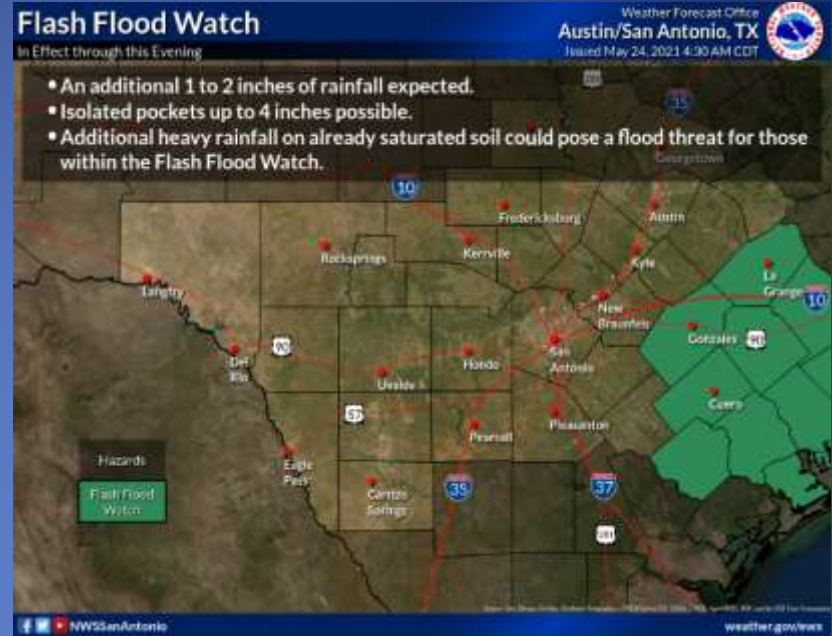 Flash Flood Watch
In Effect through this Evening
Weather Forecast Office
Austin/San Antonio, TX
Issued May 24, 2021 4:30 AM CDT
• An additional 1 to 2 inches of rainfall expected.
• Isolated pockets up to 4 inches possible.
• Additional heavy rainfall on already saturated soil could pose a flood threat for those
within the Flash Flood Watch.
35
Georgetown
10
Fredericksburg
Austin
Rocksprings
Kerrville
Kyle
La
Grange
Langtry
10
New
Braunfels
Gonzales
90
90
Del
Rio
Hondo
San
Antonio
Uvalde
Cuero
57
Pearsall
Pleasanton
Hazards
Eagle
Pass
Flash Flood
Watch
Carrizo
Springs
35
37
281
NWSSanAntonio
weather.gov/ewx